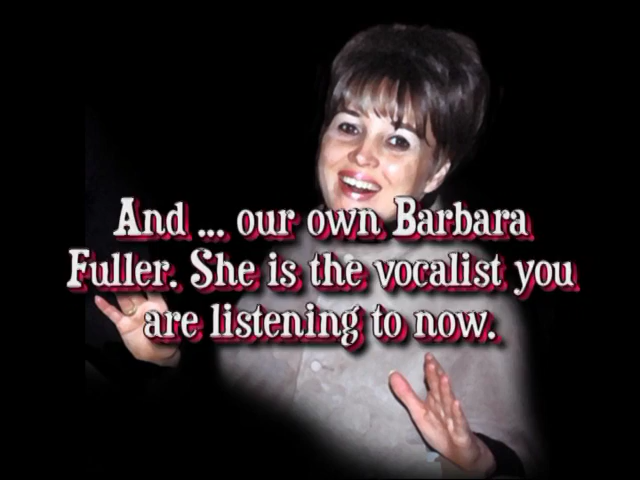 And ... our own Barbara
Fuller. She is the vocalist you
are listening to now.